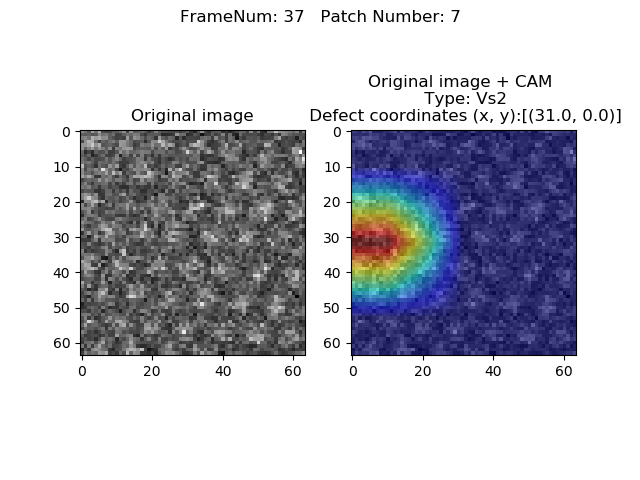 FrameNum: 37   Patch Number: 7
Original image
Original image + CAM
Type: Vs2
Defect coordinates (x, y):[(31.0, 0.0)]
0
10
20
30
40
50
60
0 20 40 60
0
10
20
30
40
50
60
0 20 40 60